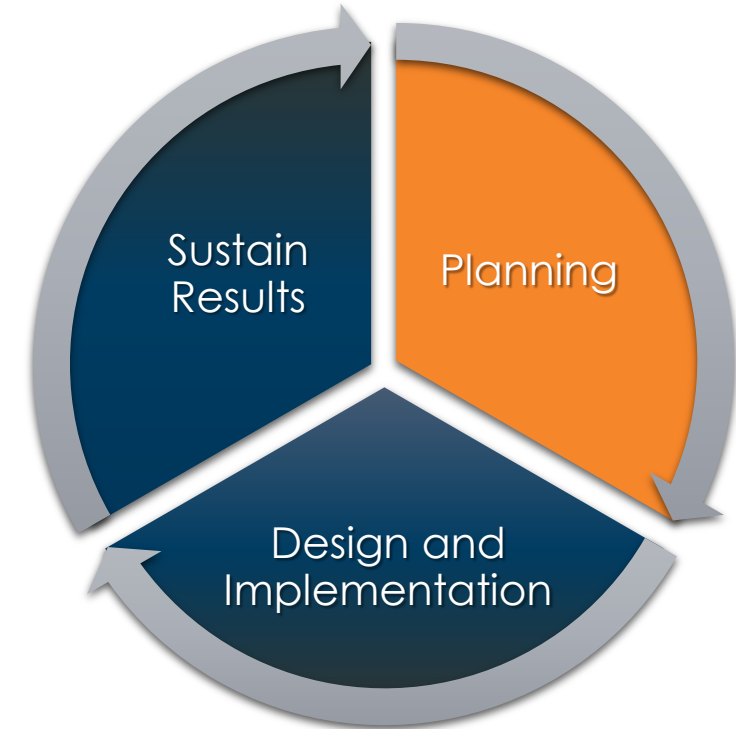 Sustain
Results
Planning
Design and
Implementation